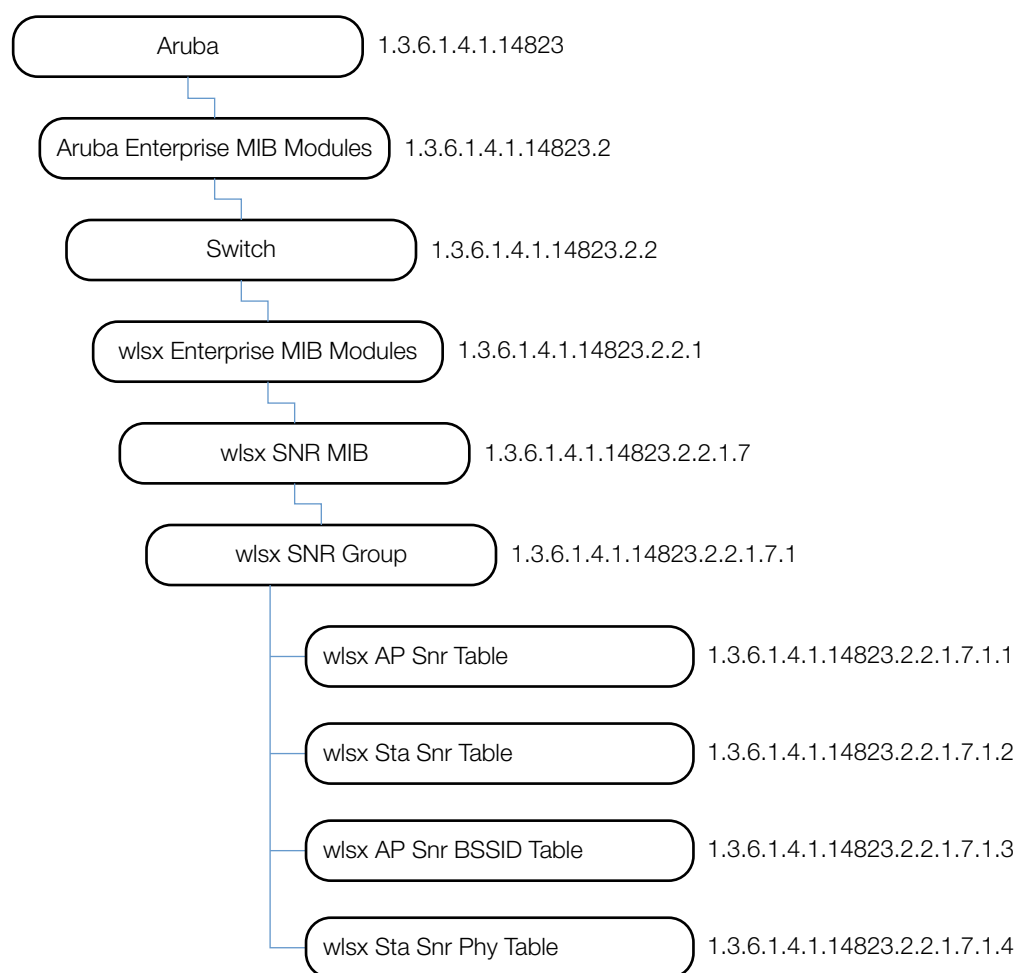 Aruba 1.3.6.1.4.1.14823
Aruba Enterprise MIB Modules 1.3.6.1.4.1.14823.2
Switch 1.3.6.1.4.1.14823.2.2
wlsx Enterprise MIB Modules 1.3.6.1.4.1.14823.2.2.1
wlsx SNR MIB 1.3.6.1.4.1.14823.2.2.1.7
wlsx SNR Group 1.3.6.1.4.1.14823.2.2.1.7.1
wlsx AP Snr Table 1.3.6.1.4.1.14823.2.2.1.7.1.1
wlsx Sta Snr Table 1.3.6.1.4.1.14823.2.2.1.7.1.2
wlsx AP Snr BSSID Table 1.3.6.1.4.1.14823.2.2.1.7.1.3
wlsx Sta Snr Phy Table 1.3.6.1.4.1.14823.2.2.1.7.1.4